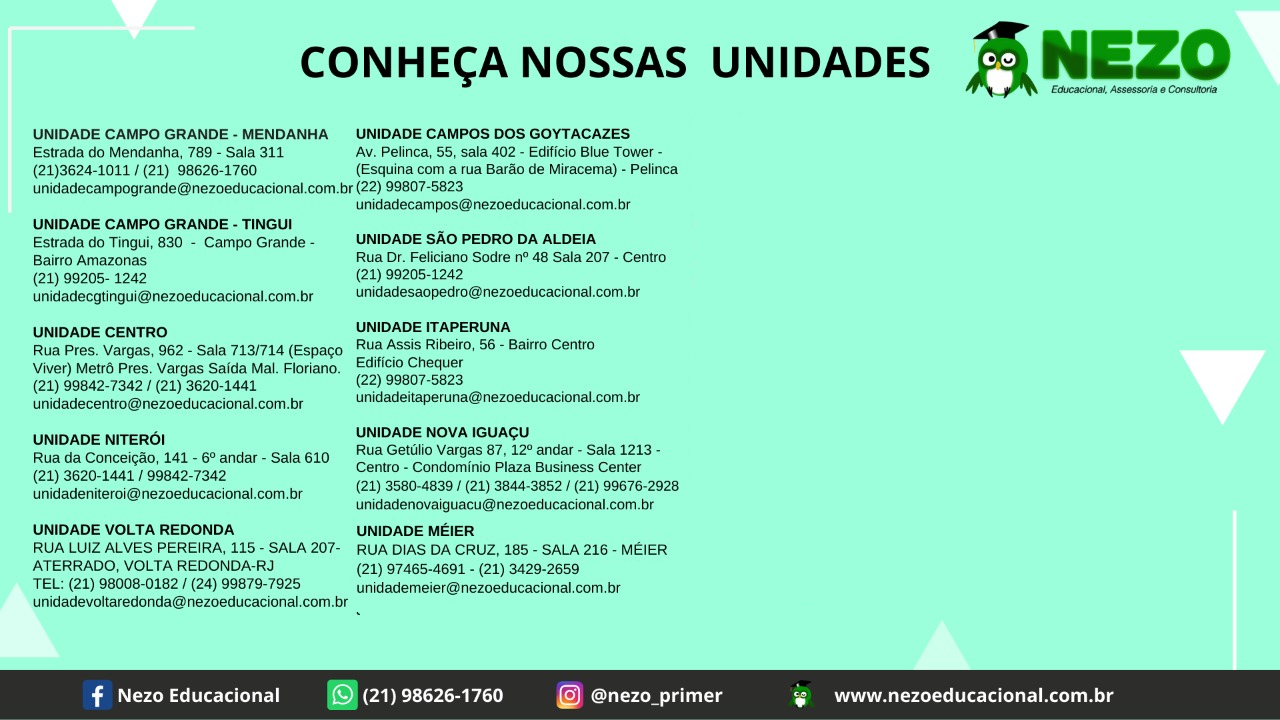 CONHEÇA NOSSAS UNIDADES
NEZO
Educacional, Assessoria e Consultoria
UNIDADE CAMPO GRANDE - MENDANHA
Estrada do Mendanha, 789 - Sala 311
(21)3624-1011 / (21) 98626-1760
unidadecampogrande@nezoeducacional.com.br
UNIDADE CAMPO GRANDE - TINGUI
Estrada do Tingui, 830 - Campo Grande -
Bairro Amazonas
(21) 99205- 1242
unidadecgtingui@nezoeducacional.com.br
UNIDADE CENTRO
Rua Pres. Vargas, 962 - Sala 713/714 (Espaço
Viver) Metrô Pres. Vargas Saída Mal. Floriano.
(21) 99842-7342 / (21) 3620-1441
unidadecentro@nezoeducacional.com.br
UNIDADE NITERÓI
Rua da Conceição, 141 - 6º andar - Sala 610
(21) 3620-1441 / 99842-7342
unidadeniteroi@nezoeducacional.com.br
UNIDADE VOLTA REDONDA
RUA LUIZ ALVES PEREIRA, 115 - SALA 207-
ATERRADO, VOLTA REDONDA-RJ
TEL: (21) 98008-0182 / (24) 99879-7925
unidadevoltaredonda@nezoeducacional.com.br
UNIDADE CAMPOS DOS GOYTACAZES
Av. Pelinca, 55, sala 402 - Edifício Blue Tower -
(Esquina com a rua Barão de Miracema) - Pelinca
(22) 99807-5823
unidadecampos@nezoeducacional.com.br
UNIDADE SÃO PEDRO DA ALDEIA
Rua Dr. Feliciano Sodre nº 48 Sala 207 - Centro
(21) 99205-1242
unidadesaopedro@nezoeducacional.com.br
UNIDADE ITAPERUNA
Rua Assis Ribeiro, 56 - Bairro Centro
Edifício Chequer
(22) 99807-5823
unidadeitaperuna@nezoeducacional.com.br
UNIDADE NOVA IGUAÇU
Rua Getúlio Vargas 87, 12º andar - Sala 1213 -
Centro - Condomínio Plaza Business Center
(21) 3580-4839 / (21) 3844-3852 / (21) 99676-2928
unidadenovaiguacu@nezoeducacional.com.br
UNIDADE MÉIER
RUA DIAS DA CRUZ, 185 - SALA 216 - MÉIER
(21) 97465-4691 - (21) 3429-2659
unidademeier@nezoeducacional.com.br
`
Nezo Educacional
(21) 98626-1760
@nezo_primer
www.nezoeducacional.com.br